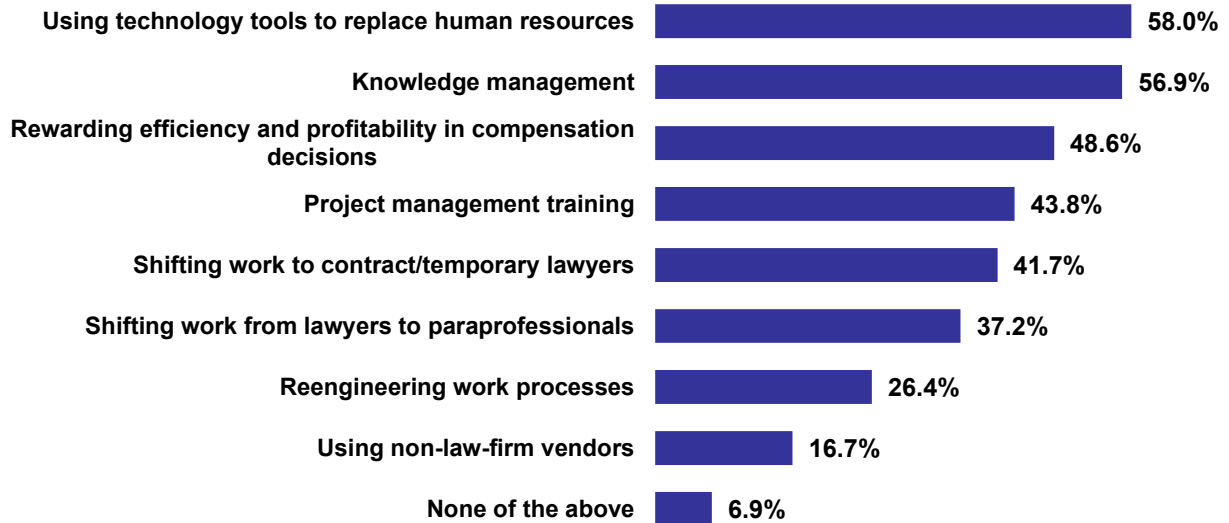 Using technology tools to replace human resources 58.0%
Knowledge management 56.9%
Rewarding efficiency and profitability in compensation
decisions 48.6%
Project management training 43.8%
Shifting work to contract/temporary lawyers 41.7%
Shifting work from lawyers to paraprofessionals 37.2%
Reengineering work processes 26.4%
Using non-law-firm vendors 16.7%
None of the above 6.9%